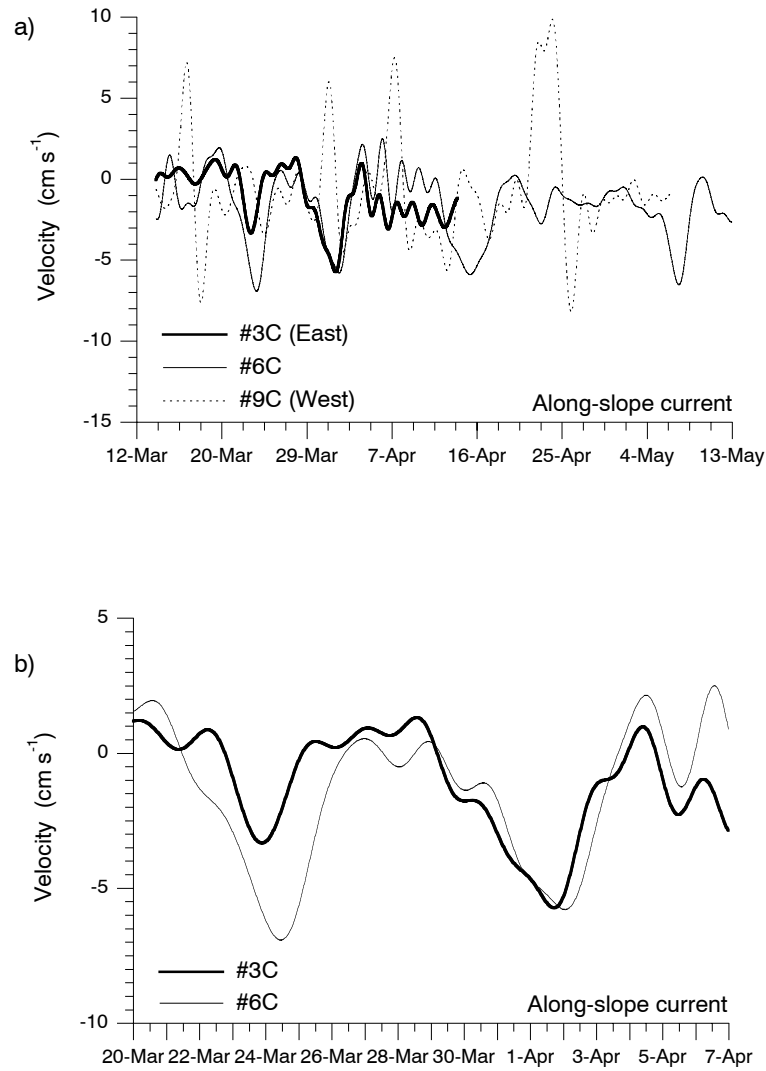 a)
10
5
0
-5
-10
-15
Velocity (cm s⁻¹)
#3C (East)
#6C
#9C (West)
Along-slope current
12-Mar 20-Mar 29-Mar 7-Apr 16-Apr 25-Apr 4-May 13-May
b)
5
0
-5
-10
Velocity (cm s⁻¹)
#3C
#6C
Along-slope current
20-Mar 22-Mar 24-Mar 26-Mar 28-Mar 30-Mar 1-Apr 3-Apr 5-Apr 7-Apr